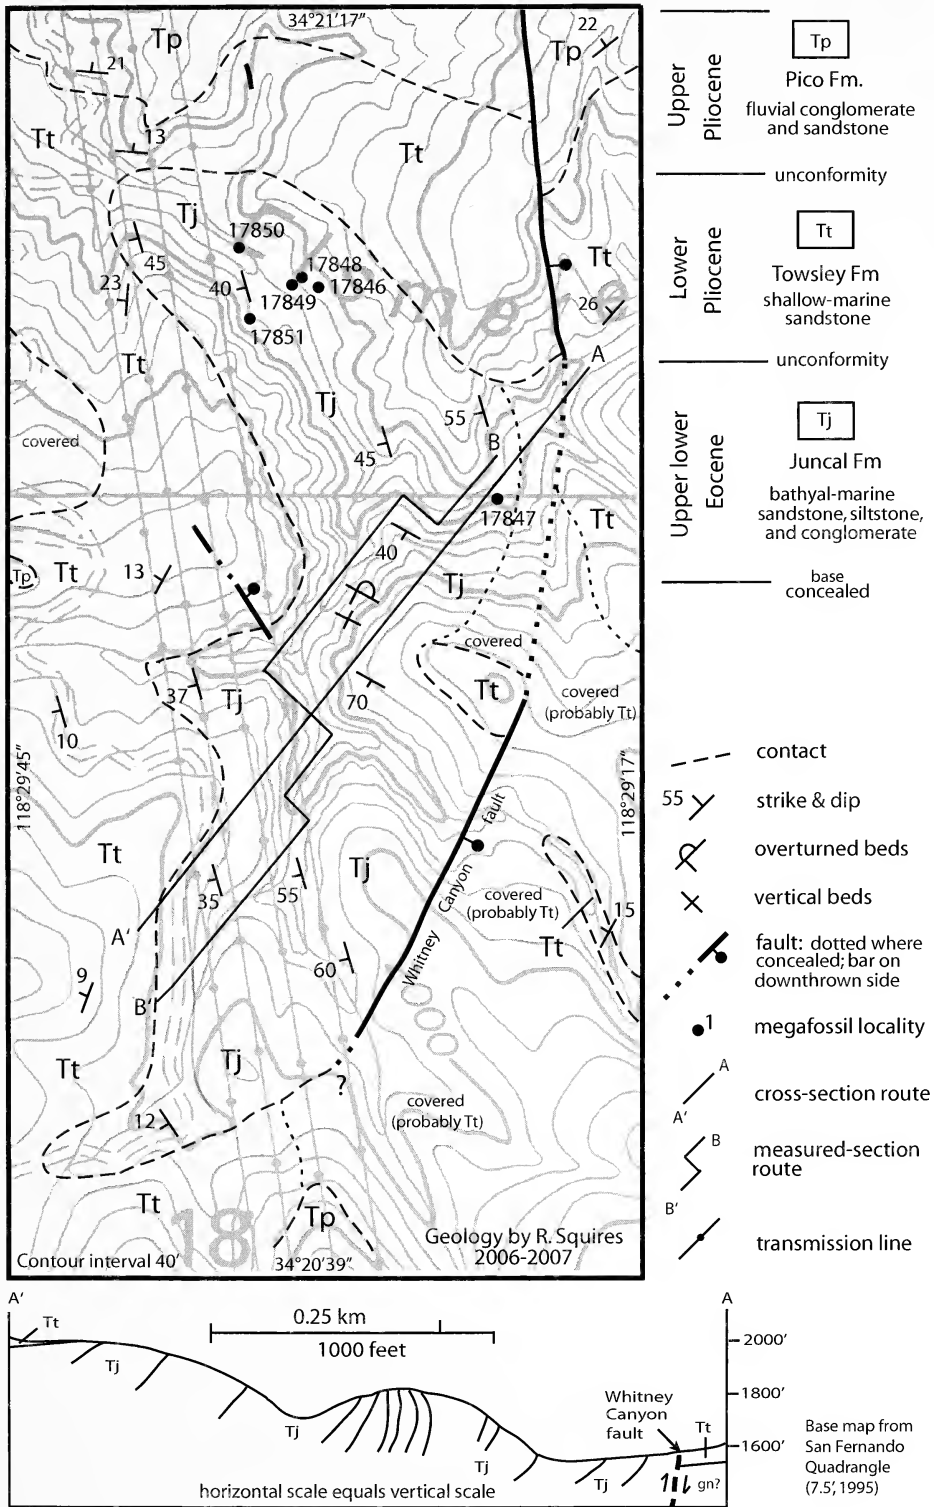 34°21'17"
22
Tp
Tp
21
Tt
13
Tt
Tj
17850
45
17848
Tt
23
40
17846
17849
26
17851
Tt
A
Tj
55
covered
B
45
17847
Tt
40
Tp
Tt
13
Tj
covered
37
Tj
70
Tt
covered
(probably Tt)
10
118°29'45"
118°29'17"
Whitney Canyon fault
Tt
Tj
35
55
covered
(probably Tt)
15
A'
Tt
60
9
B'
Tt
Tj
?
covered
(probably Tt)
12
Tt
18
Tp
Geology by R. Squires
2006-2007
Contour interval 40'
34°20'39"
Upper
Pliocene
Tp
Pico Fm.
fluvial conglomerate
and sandstone
unconformity
Lower
Pliocene
Tt
Towsley Fm
shallow-marine
sandstone
unconformity
Upper lower
Eocene
Tj
Juncal Fm
bathyal-marine
sandstone, siltstone,
and conglomerate
base
concealed
contact
55 strike & dip
overturned beds
vertical beds
fault: dotted where
concealed; bar on
downthrown side
1 megafossil locality
A
cross-section route
A'
B
measured-section
route
B'
transmission line
A'
A
Tt
0.25 km
1000 feet
2000'
Tj
1800'
Whitney
Canyon
fault
Tt
Tj
1600'
Tj
Tj
gn?
horizontal scale equals vertical scale
Base map from
San Fernando
Quadrangle
(7.5', 1995)